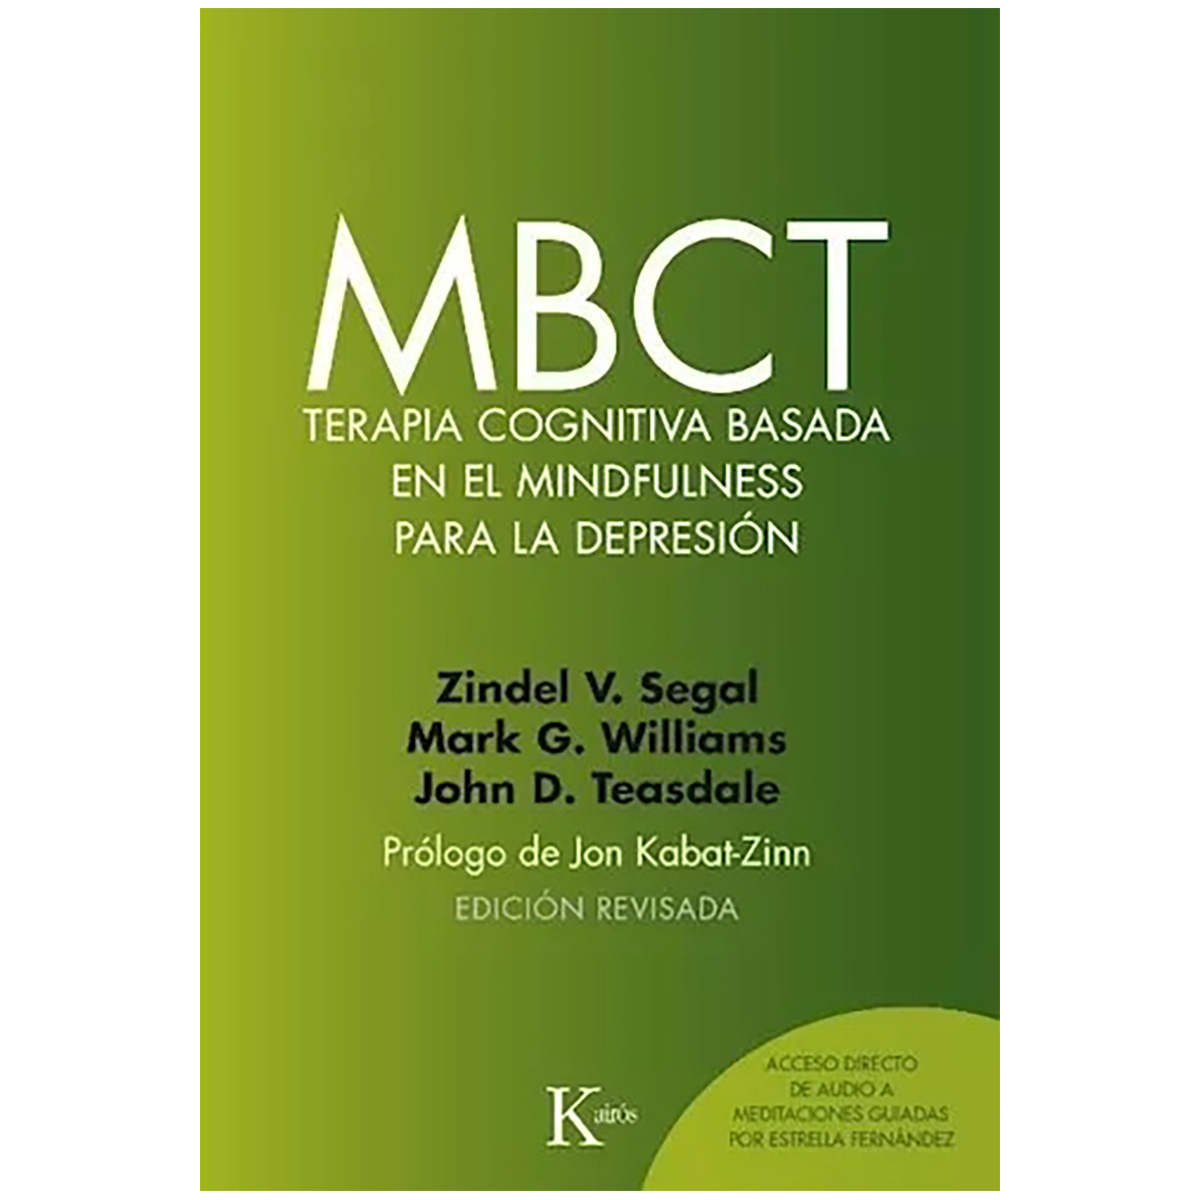 MBCT
TERAPIA COGNITIVA BASADA
EN EL MINDFULNESS
PARA LA DEPRESIÓN
Zindel V. Segal
Mark G. Williams
John D. Teasdale
Prólogo de Jon Kabat-Zinn
EDICIÓN REVISADA
Kairós
ACCESO DIRECTO
DE AUDIO A
MEDITACIONES GUIADAS
POR ESTRELLA FERNÁNDEZ